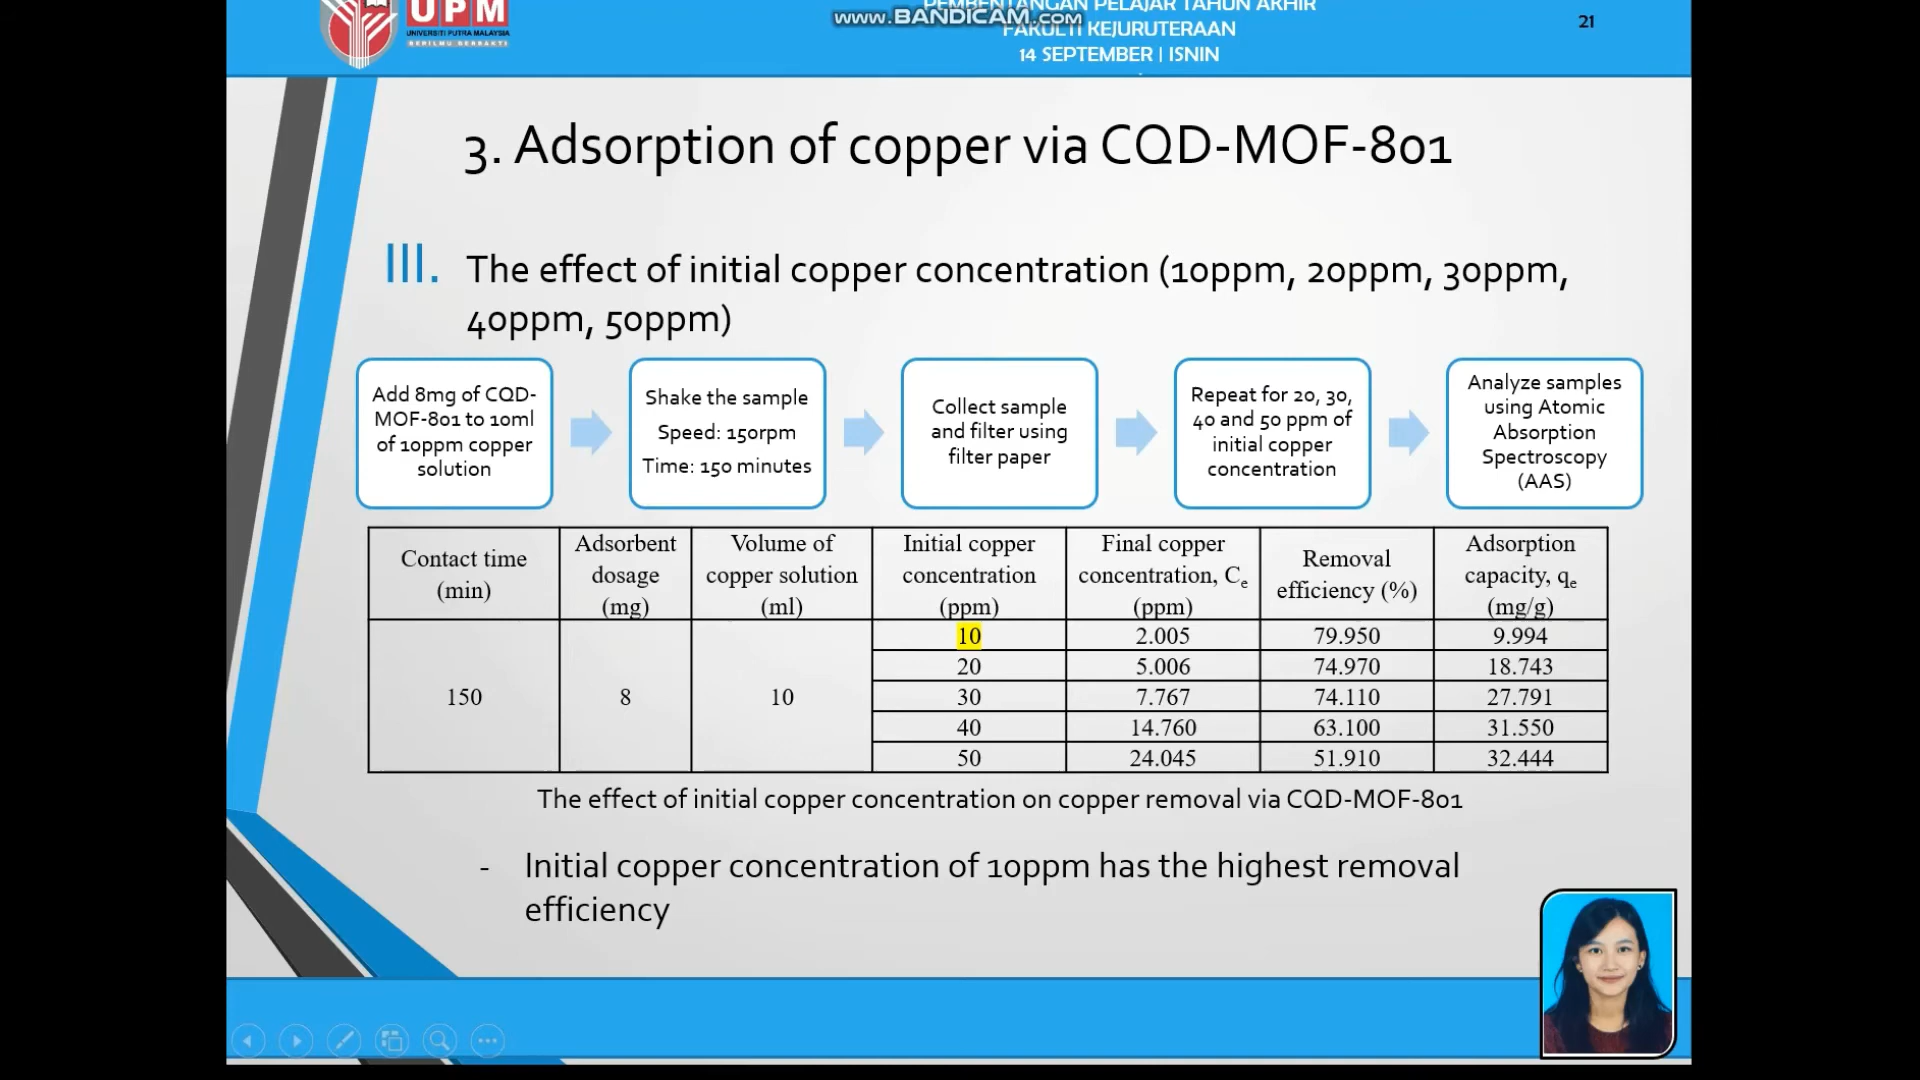 UPM
UNIVERSITI PUTRA MALAYSIA
BERILMU BERBAKTI
www.BANDICAM.com
PEMBENTANGAN PELAJAR TAHUN AKHIR
FAKULTI KEJURUTERAAN
14 SEPTEMBER | ISNIN
21
3. Adsorption of copper via CQD-MOF-801
III. The effect of initial copper concentration (10ppm, 20ppm, 30ppm,
40ppm, 50ppm)
Add 8mg of CQD-
MOF-801 to 10ml
of 10ppm copper
solution
Shake the sample
Speed: 150rpm
Time: 150 minutes
Collect sample
and filter using
filter paper
Repeat for 20, 30,
40 and 50 ppm of
initial copper
concentration
Analyze samples
using Atomic
Absorption
Spectroscopy
(AAS)
Contact time
(min)
Adsorbent
dosage
(mg)
Volume of
copper solution
(ml)
Initial copper
concentration
(ppm)
Final copper
concentration, Ce
(ppm)
Removal
efficiency (%)
Adsorption
capacity, qe
(mg/g)
150 8 10
10 2.005 79.950 9.994
20 5.006 74.970 18.743
30 7.767 74.110 27.791
40 14.760 63.100 31.550
50 24.045 51.910 32.444
The effect of initial copper concentration on copper removal via CQD-MOF-801
- Initial copper concentration of 10ppm has the highest removal
efficiency